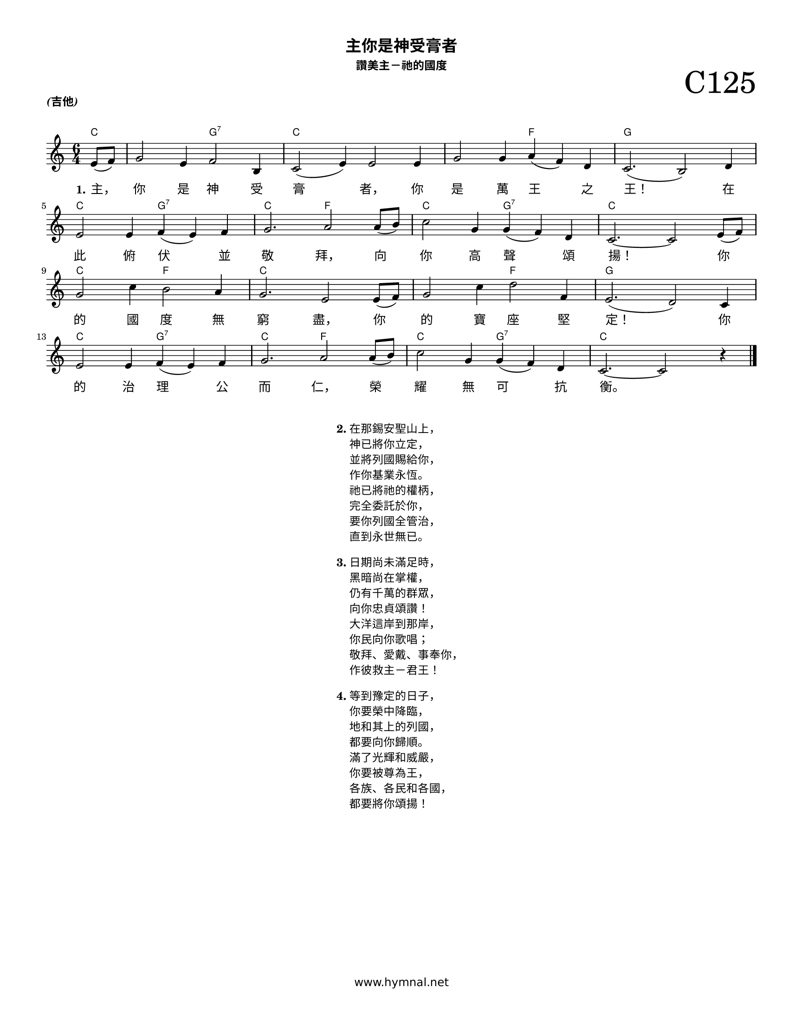 主你是神受膏者
讚美主－祂的國度
C125
(吉他)
C G7 C F G
1. 主， 你 是 神 受 膏 者， 你 是 萬 王 之 王！ 在
5 C G7 C F C G7 C
此 俯 伏 並 敬 拜， 向 你 高 聲 頌 揚！ 你
9 C F C C F G
的 國 度 無 窮 盡， 你 的 寶 座 堅 定！ 你
13 C G7 C F C G7 C
的 治 理 公 而 仁， 榮 耀 無 可 抗 衡。
2. 在那錫安聖山上，
神已將你立定，
並將列國賜給你，
作你基業永恆。
祂已將祂的權柄，
完全委託於你，
要你列國全管治，
直到永世無已。
3. 日期尚未滿足時，
黑暗尚在掌權，
仍有千萬的群眾，
向你忠貞頌讚！
大洋這岸到那岸，
你民向你歌唱；
敬拜、愛戴、事奉你，
作彼救主－君王！
4. 等到豫定的日子，
你要榮中降臨，
地和其上的列國，
都要向你歸順。
滿了光輝和威嚴，
你要被尊為王，
各族、各民和各國，
都要將你頌揚！
www.hymnal.net